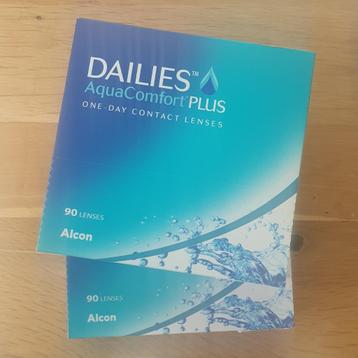 DAILIES™
AquaComfort PLUS
ONE-DAY CONTACT LENSES
90 LENSES
Alcon
90 LENSES
Alcon